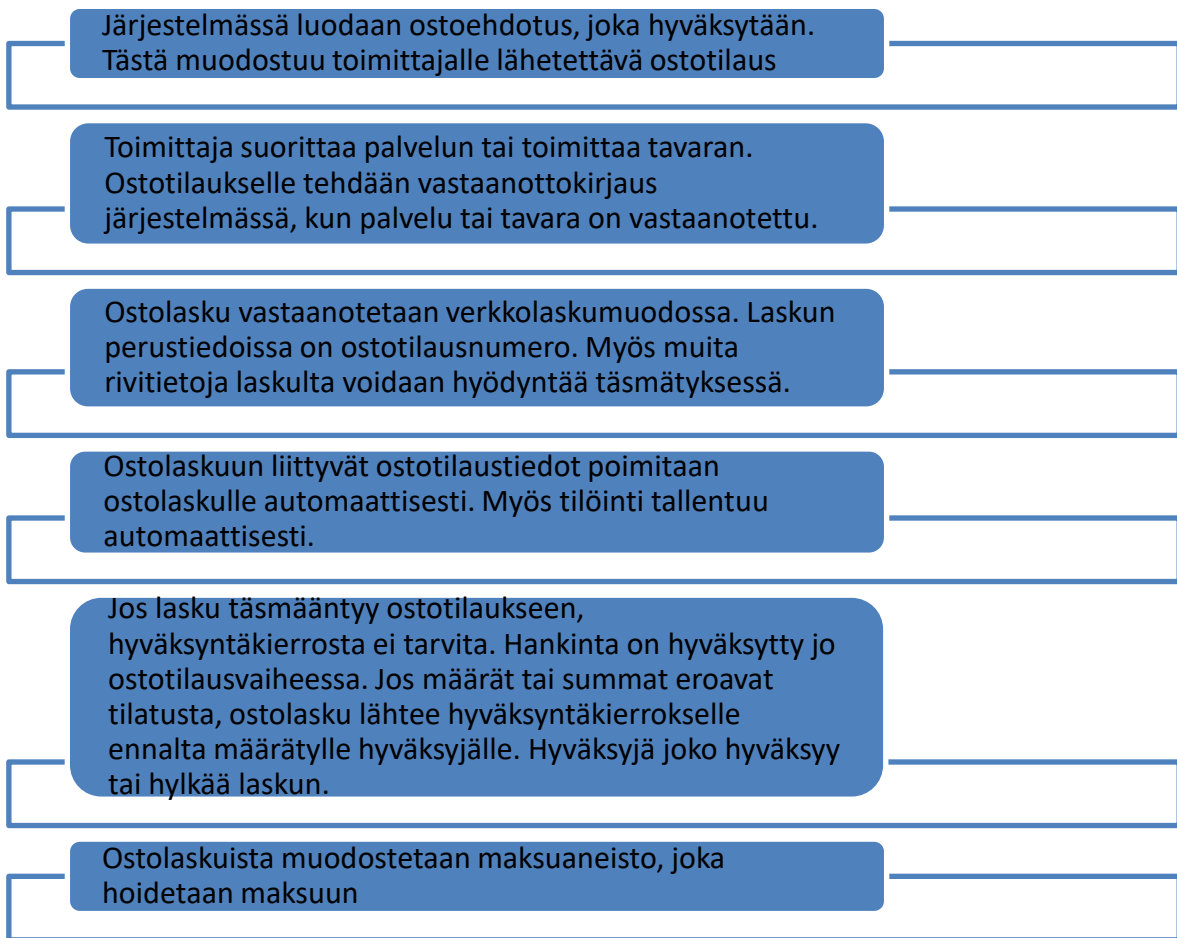 Järjestelmässä luodaan ostoehdotus, joka hyväksytään.
Tästä muodostuu toimittajalle lähetettävä ostotilaus
Toimittaja suorittaa palvelun tai toimittaa tavaran.
Ostotilaukselle tehdään vastaanottokirjaus
järjestelmässä, kun palvelu tai tavara on vastaanotettu.
Ostolasku vastaanotetaan verkkolaskumuodossa. Laskun
perustiedoissa on ostotilausnumero. Myös muita
rivitietoja laskulta voidaan hyödyntää täsmätyksessä.
Ostolaskuun liittyvät ostotilaustiedot poimitaan
ostolaskulle automaattisesti. Myös tilöinti tallentuu
automaattisesti.
Jos lasku täsmääntyy ostotilaukseen,
hyväksyntäkierrosta ei tarvita. Hankinta on hyväksytty jo
ostotilausvaiheessa. Jos määrät tai summat eroavat
tilatusta, ostolasku lähtee hyväksyntäkierrokselle
ennalta määrätylle hyväksyjälle. Hyväksyjä joko hyväksyy
tai hylkää laskun.
Ostolaskuista muodostetaan maksuaneisto, joka
hoidetaan maksuun